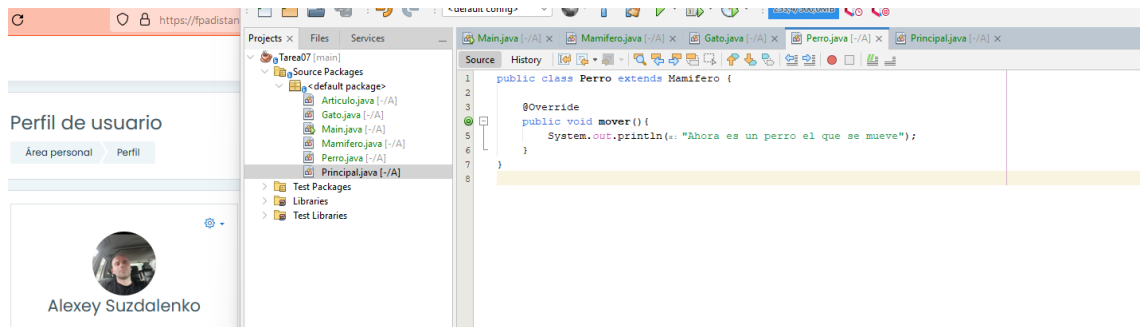 https://fpadistan
<default config>
Projects
Files
Services
Main.java [-/A]
Mamifero.java [-/A]
Gato.java [-/A]
Perro.java [-/A]
Principal.java [-/A]
Source
History
Tarea07 [main]
Source Packages
<default package>
Articulo.java [-/A]
Gato.java [-/A]
Main.java [-/A]
Mamifero.java [-/A]
Perro.java [-/A]
Principal.java [-/A]
Test Packages
Libraries
Test Libraries
1 public class Perro extends Mamifero {
2
3 @Override
public void mover(){
5 System.out.println(x: "Ahora es un perro el que se mueve");
6 }
7 }
8
Perfil de usuario
Área personal
Perfil
Alexey Suzdalenko